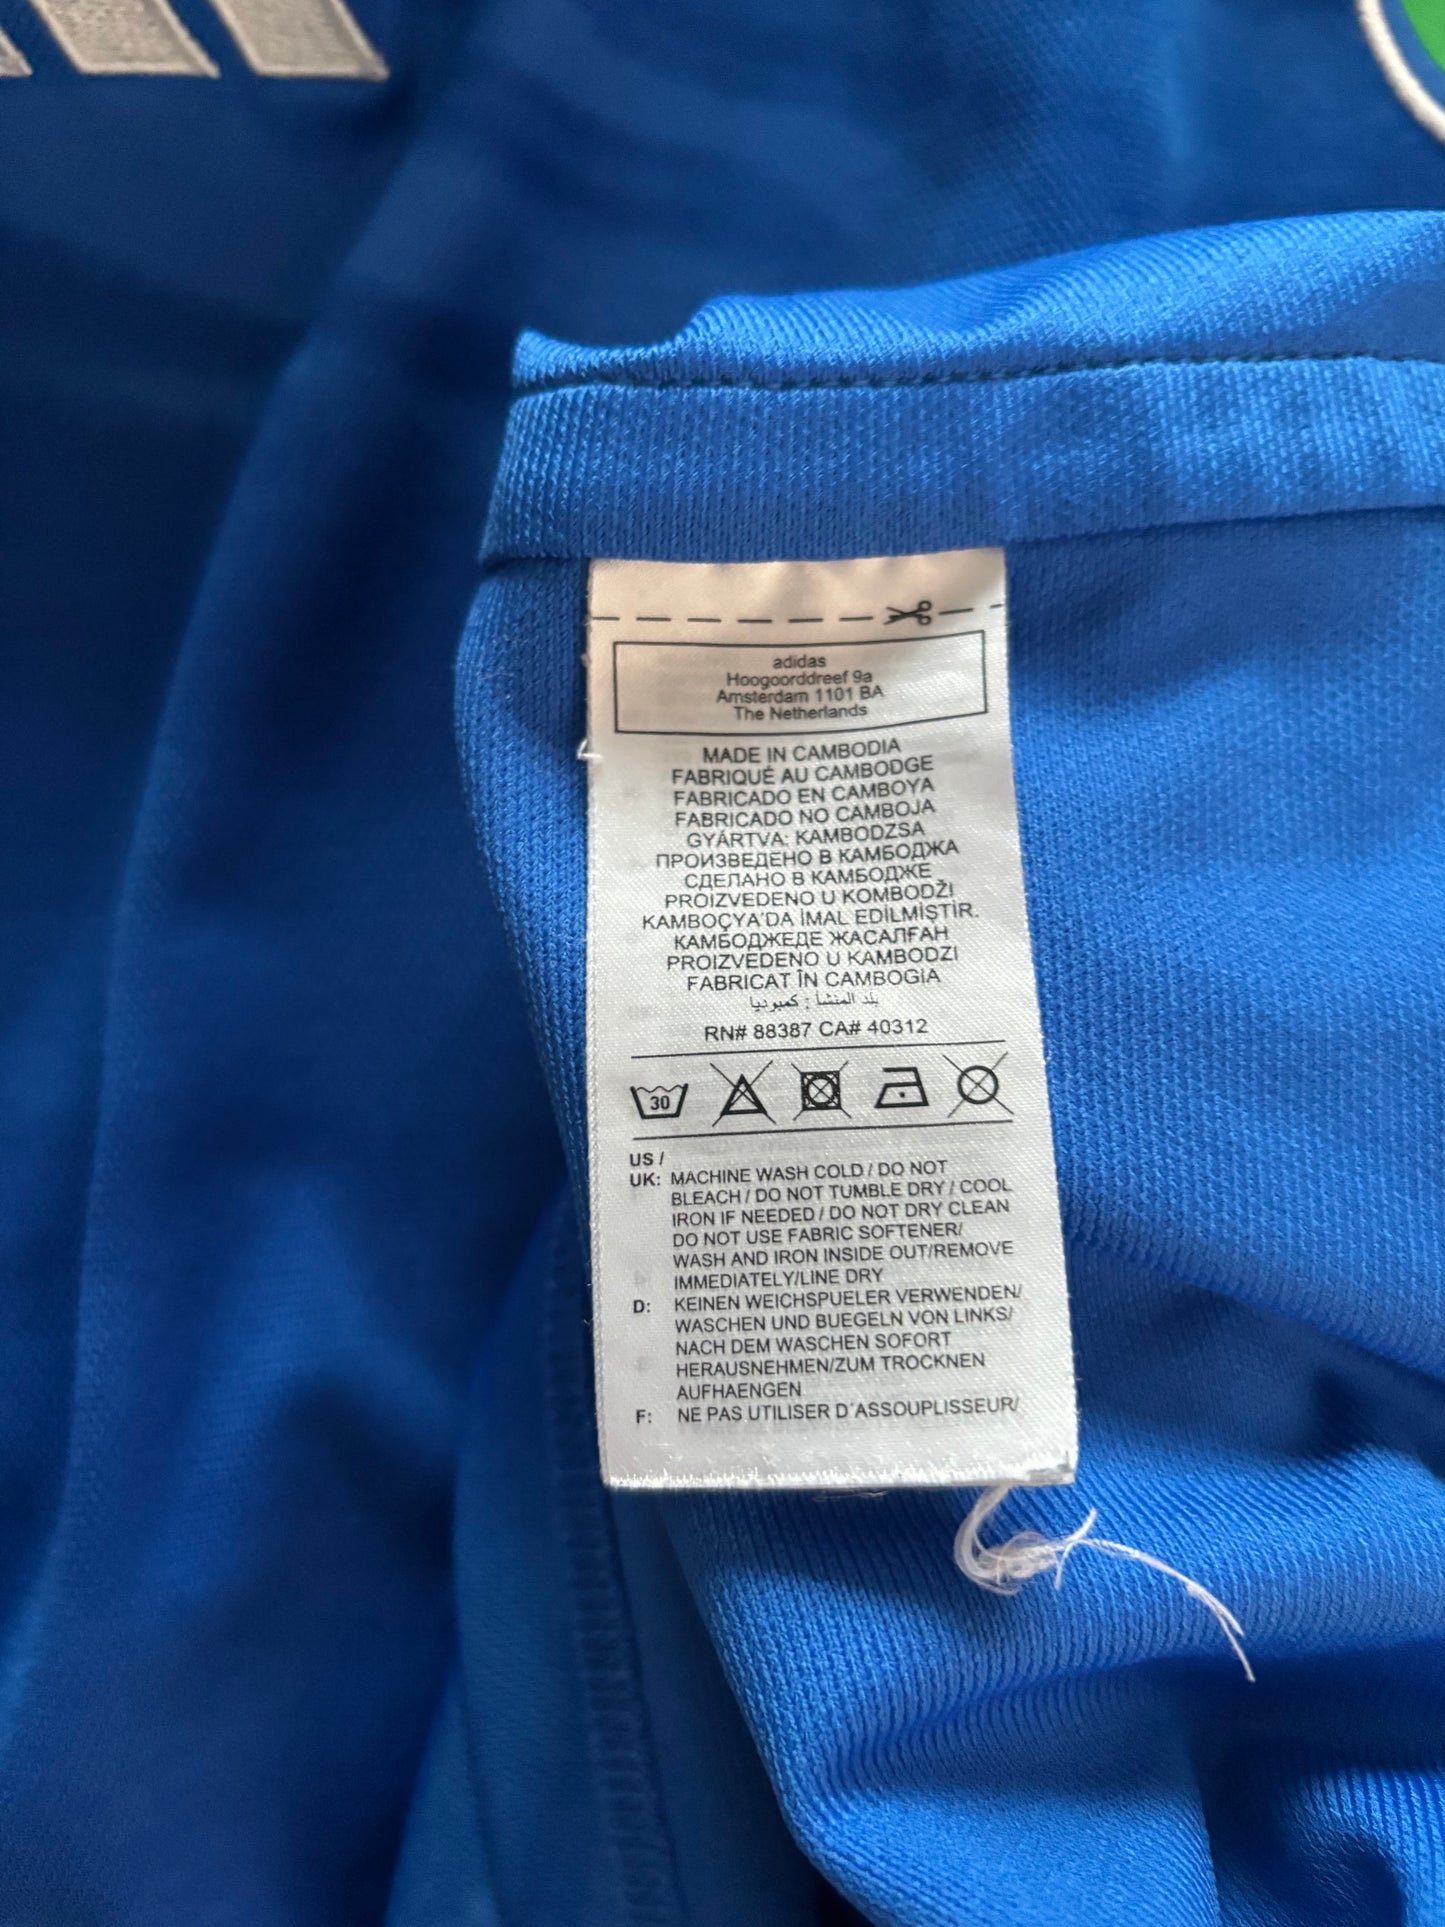 adidas
Hoogoorddreef 9a
Amsterdam 1101 BA
The Netherlands
MADE IN CAMBODIA
FABRIQUÉ AU CAMBODGE
FABRICADO EN CAMBOYA
FABRICADO NO CAMBOJA
GYÁRTVA: KAMBODZSA
ПРОИЗВЕДЕНО В КАМБОДЖА
СДЕЛАНО В КАМБОДЖЕ
PROIZVEDENO U KOMBODŽI
KAMBOÇYA'DA İMAL EDİLMİŞTİR.
КАМБОДЖЕДЕ ЖАСАЛҒАН
PROIZVEDENO U KAMBODZI
FABRICAT ÎN CAMBOGIA
بلد المنشأ : كمبوديا
RN# 88387 CA# 40312
30
US /
UK: MACHINE WASH COLD / DO NOT
BLEACH / DO NOT TUMBLE DRY / COOL
IRON IF NEEDED / DO NOT DRY CLEAN
DO NOT USE FABRIC SOFTENER/
WASH AND IRON INSIDE OUT/REMOVE
IMMEDIATELY/LINE DRY
D: KEINEN WEICHSPUELER VERWENDEN/
WASCHEN UND BUEGELN VON LINKS/
NACH DEM WASCHEN SOFORT
HERAUSNEHMEN/ZUM TROCKNEN
AUFHAENGEN
F: NE PAS UTILISER D´ASSOUPLISSEUR/